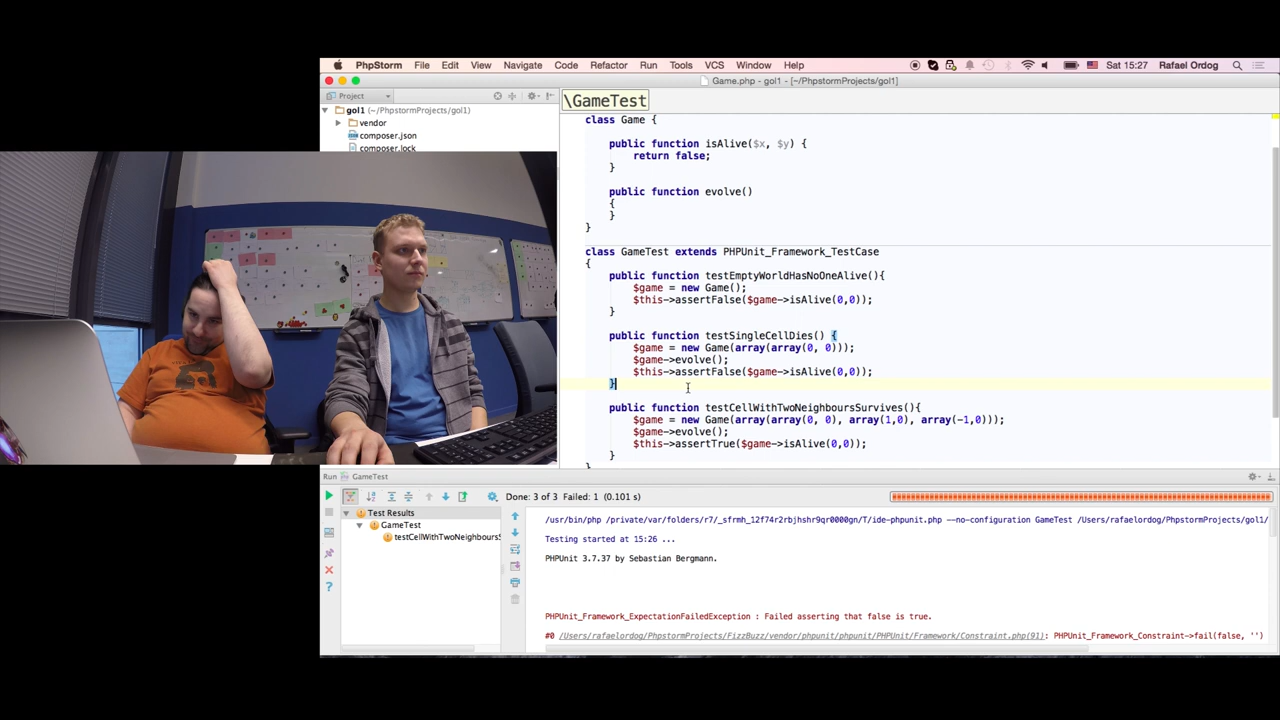 PhpStorm File Edit View Navigate Code Refactor Run Tools VCS Window Help Sat 15:27 Rafael Ordog
Game.php - gol1 - [~/PhpstormProjects/gol1]
Project
\GameTest
gol1 (~/PhpstormProjects/gol1)
vendor
composer.json
composer.lock
class Game {
public function isAlive($x, $y) {
return false;
}
public function evolve()
{
}
}
class GameTest extends PHPUnit_Framework_TestCase
{
public function testEmptyWorldHasNoOneAlive(){
$game = new Game();
$this->assertFalse($game->isAlive(0,0));
}
public function testSingleCellDies() {
$game = new Game(array(array(0, 0)));
$game->evolve();
$this->assertFalse($game->isAlive(0,0));
}
public function testCellWithTwoNeighboursSurvives(){
$game = new Game(array(array(0, 0), array(1,0), array(-1,0)));
$game->evolve();
$this->assertTrue($game->isAlive(0,0));
}
}
Run GameTest
Done: 3 of 3 Failed: 1 (0.101 s)
Test Results
GameTest
testCellWithTwoNeighboursS
/usr/bin/php /private/var/folders/r7/_sfrmh_12f74r2rbjhshr9qr0000gn/T/ide-phpunit.php --no-configuration GameTest /Users/rafaelordog/PhpstormProjects/gol1/
Testing started at 15:26 ...
PHPUnit 3.7.37 by Sebastian Bergmann.
PHPUnit_Framework_ExpectationFailedException : Failed asserting that false is true.
#0 /Users/rafaelordog/PhpstormProjects/FizzBuzz/vendor/phpunit/phpunit/PHPUnit/Framework/Constraint.php(91): PHPUnit_Framework_Constraint->fail(false, '')